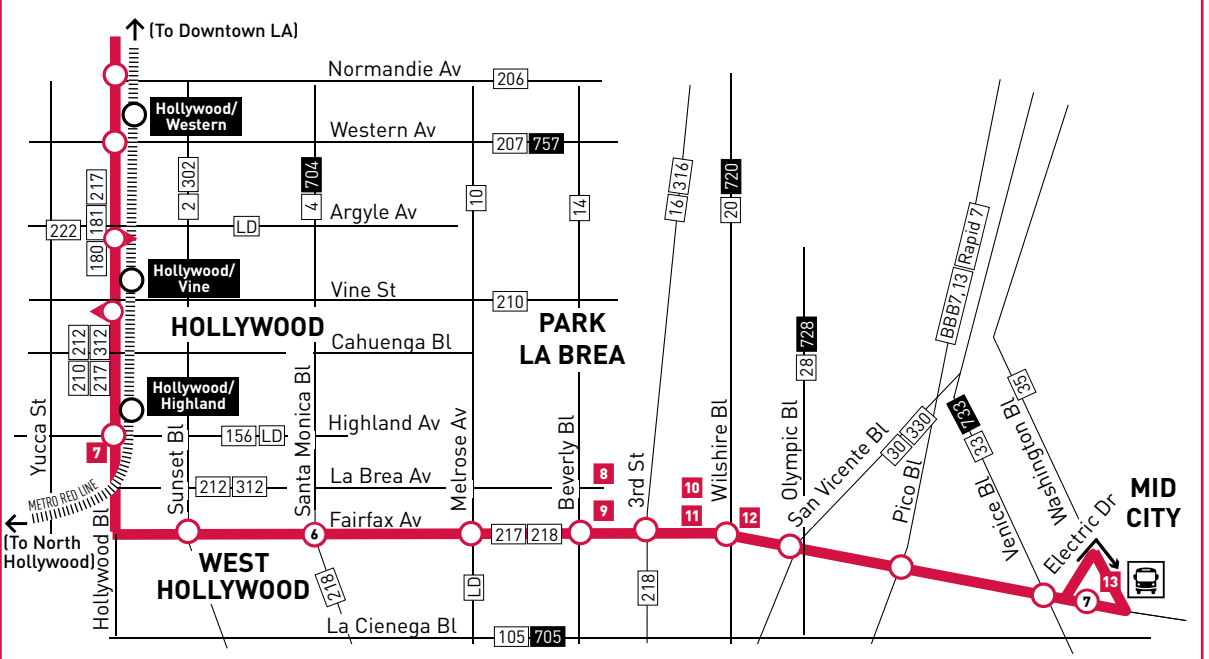 (To Downtown LA)
Normandie Av
206
Hollywood/
Western
Western Av
207 757
180 181 217
2 302
4 704
10
14
16 316
20 720
Argyle Av
222
LD
BBB7,13 Rapid 7
Hollywood/
Vine
Vine St
210
HOLLYWOOD
PARK
LA BREA
Cahuenga Bl
210 212
217 312
28 728
Hollywood/
Highland
35
Yucca St
Sunset Bl
Santa Monica Bl
Melrose Av
Beverly Bl
3rd St
Wilshire Bl
Olympic Bl
San Vicente Bl
30 330
Pico Bl
33 733
Venice Bl
Washington Bl
Electric Dr
Highland Av
156 LD
7
La Brea Av
212 312
8
10
METRO RED LINE
Fairfax Av
6
217 218
9
11
12
MID
CITY
(To North
Hollywood)
Hollywood Bl
WEST
HOLLYWOOD
218
LD
218
13
7
La Cienega Bl
105 705